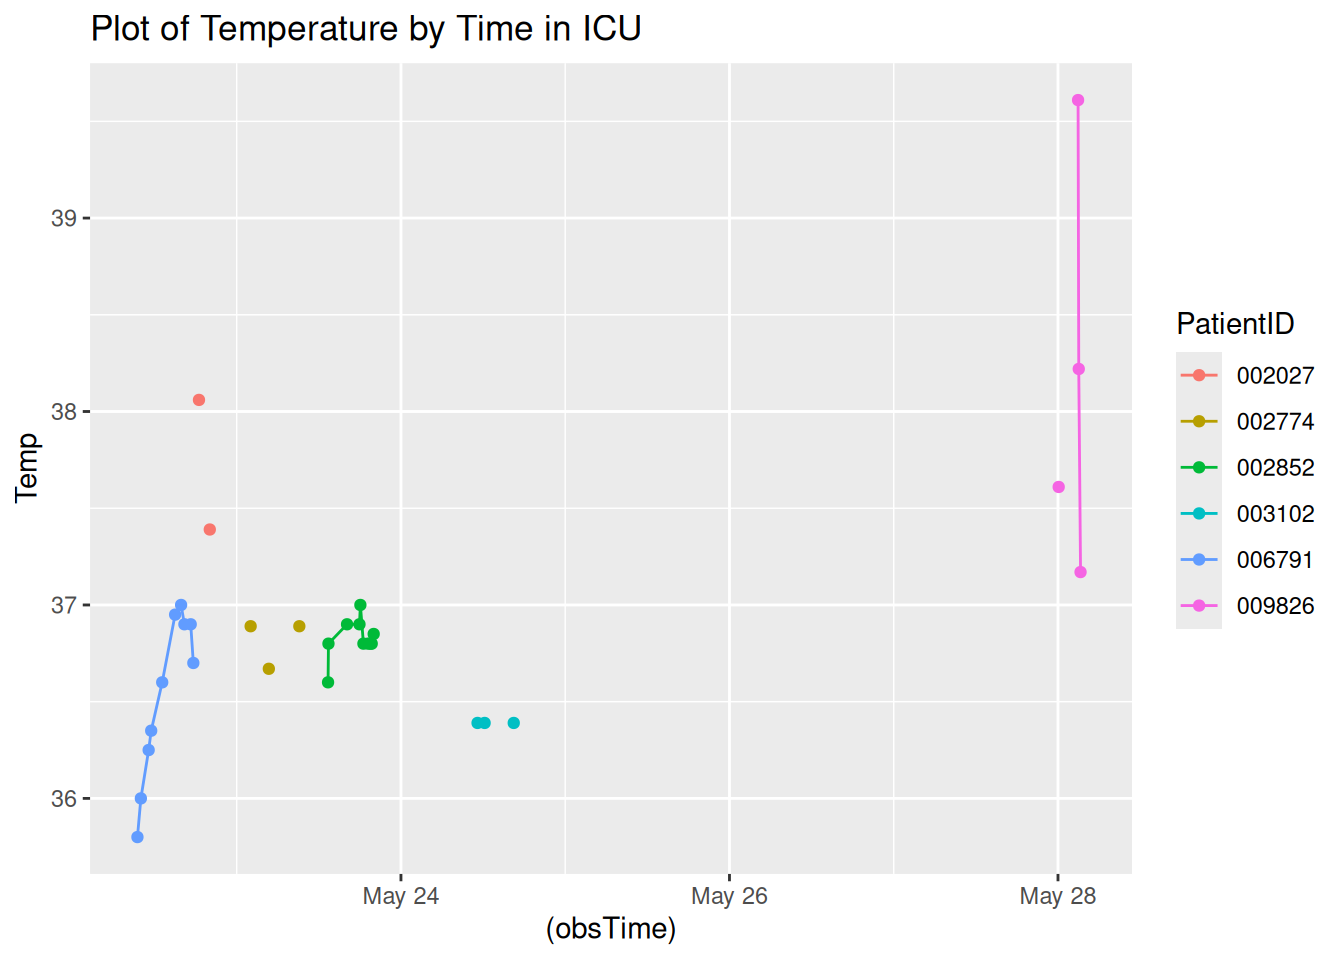 Plot of Temperature by Time in ICU
39
38
37
36
Temp
May 24
May 26
May 28
(obsTime)
PatientID
002027
002774
002852
003102
006791
009826